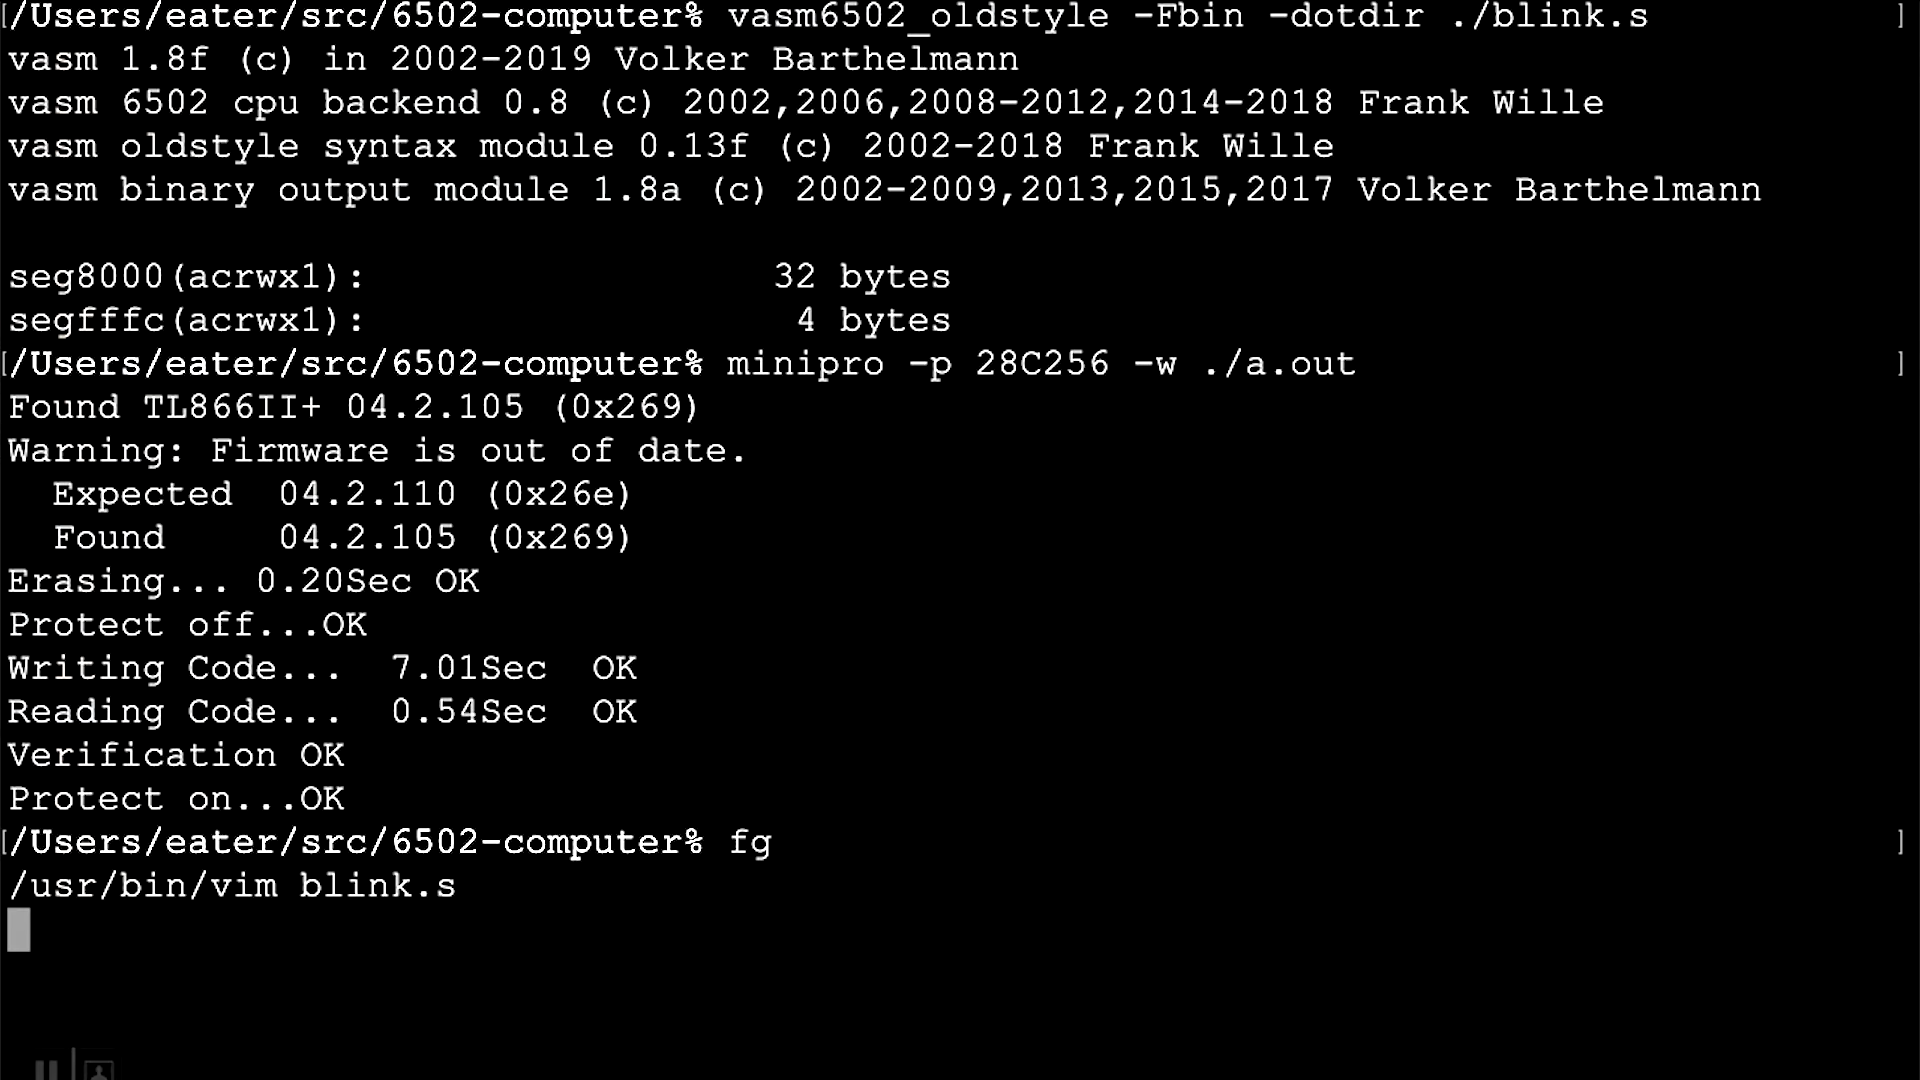 [/Users/eater/src/6502-computer% vasm6502_oldstyle -Fbin -dotdir ./blink.s ]
vasm 1.8f (c) in 2002-2019 Volker Barthelmann
vasm 6502 cpu backend 0.8 (c) 2002,2006,2008-2012,2014-2018 Frank Wille
vasm oldstyle syntax module 0.13f (c) 2002-2018 Frank Wille
vasm binary output module 1.8a (c) 2002-2009,2013,2015,2017 Volker Barthelmann
seg8000(acrwx1): 32 bytes
segfffc(acrwx1): 4 bytes
[/Users/eater/src/6502-computer% minipro -p 28C256 -w ./a.out ]
Found TL866II+ 04.2.105 (0x269)
Warning: Firmware is out of date.
Expected 04.2.110 (0x26e)
Found 04.2.105 (0x269)
Erasing... 0.20Sec OK
Protect off...OK
Writing Code... 7.01Sec OK
Reading Code... 0.54Sec OK
Verification OK
Protect on...OK
[/Users/eater/src/6502-computer% fg ]
/usr/bin/vim blink.s